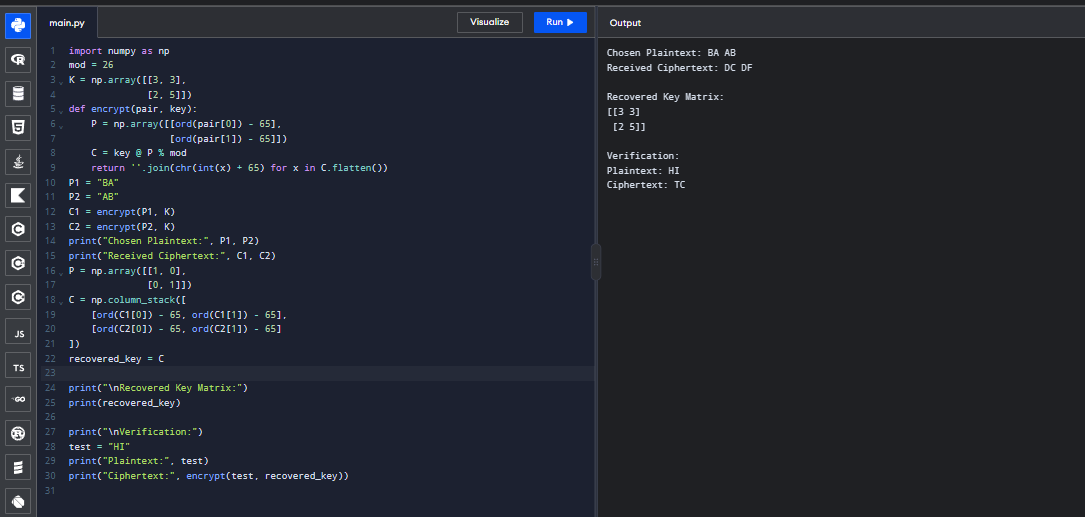 main.py
Visualize
Run
Output
1 import numpy as np
2 mod = 26
3 K = np.array([[3, 3],
4              [2, 5]])
5 def encrypt(pair, key):
6     P = np.array([[ord(pair[0]) - 65],
7                  [ord(pair[1]) - 65]])
8     C = key @ P % mod
9     return ''.join(chr(int(x) + 65) for x in C.flatten())
10 P1 = "BA"
11 P2 = "AB"
12 C1 = encrypt(P1, K)
13 C2 = encrypt(P2, K)
14 print("Chosen Plaintext:", P1, P2)
15 print("Received Ciphertext:", C1, C2)
16 P = np.array([[1, 0],
17              [0, 1]])
18 C = np.column_stack([
19     [ord(C1[0]) - 65, ord(C1[1]) - 65],
20     [ord(C2[0]) - 65, ord(C2[1]) - 65]
21 ])
22 recovered_key = C
23
24 print("\nRecovered Key Matrix:")
25 print(recovered_key)
26
27 print("\nVerification:")
28 test = "HI"
29 print("Plaintext:", test)
30 print("Ciphertext:", encrypt(test, recovered_key))
31
Chosen Plaintext: BA AB
Received Ciphertext: DC DF
Recovered Key Matrix:
[[3 3]
 [2 5]]
Verification:
Plaintext: HI
Ciphertext: TC
R
5
C
C
C
JS
TS
GO